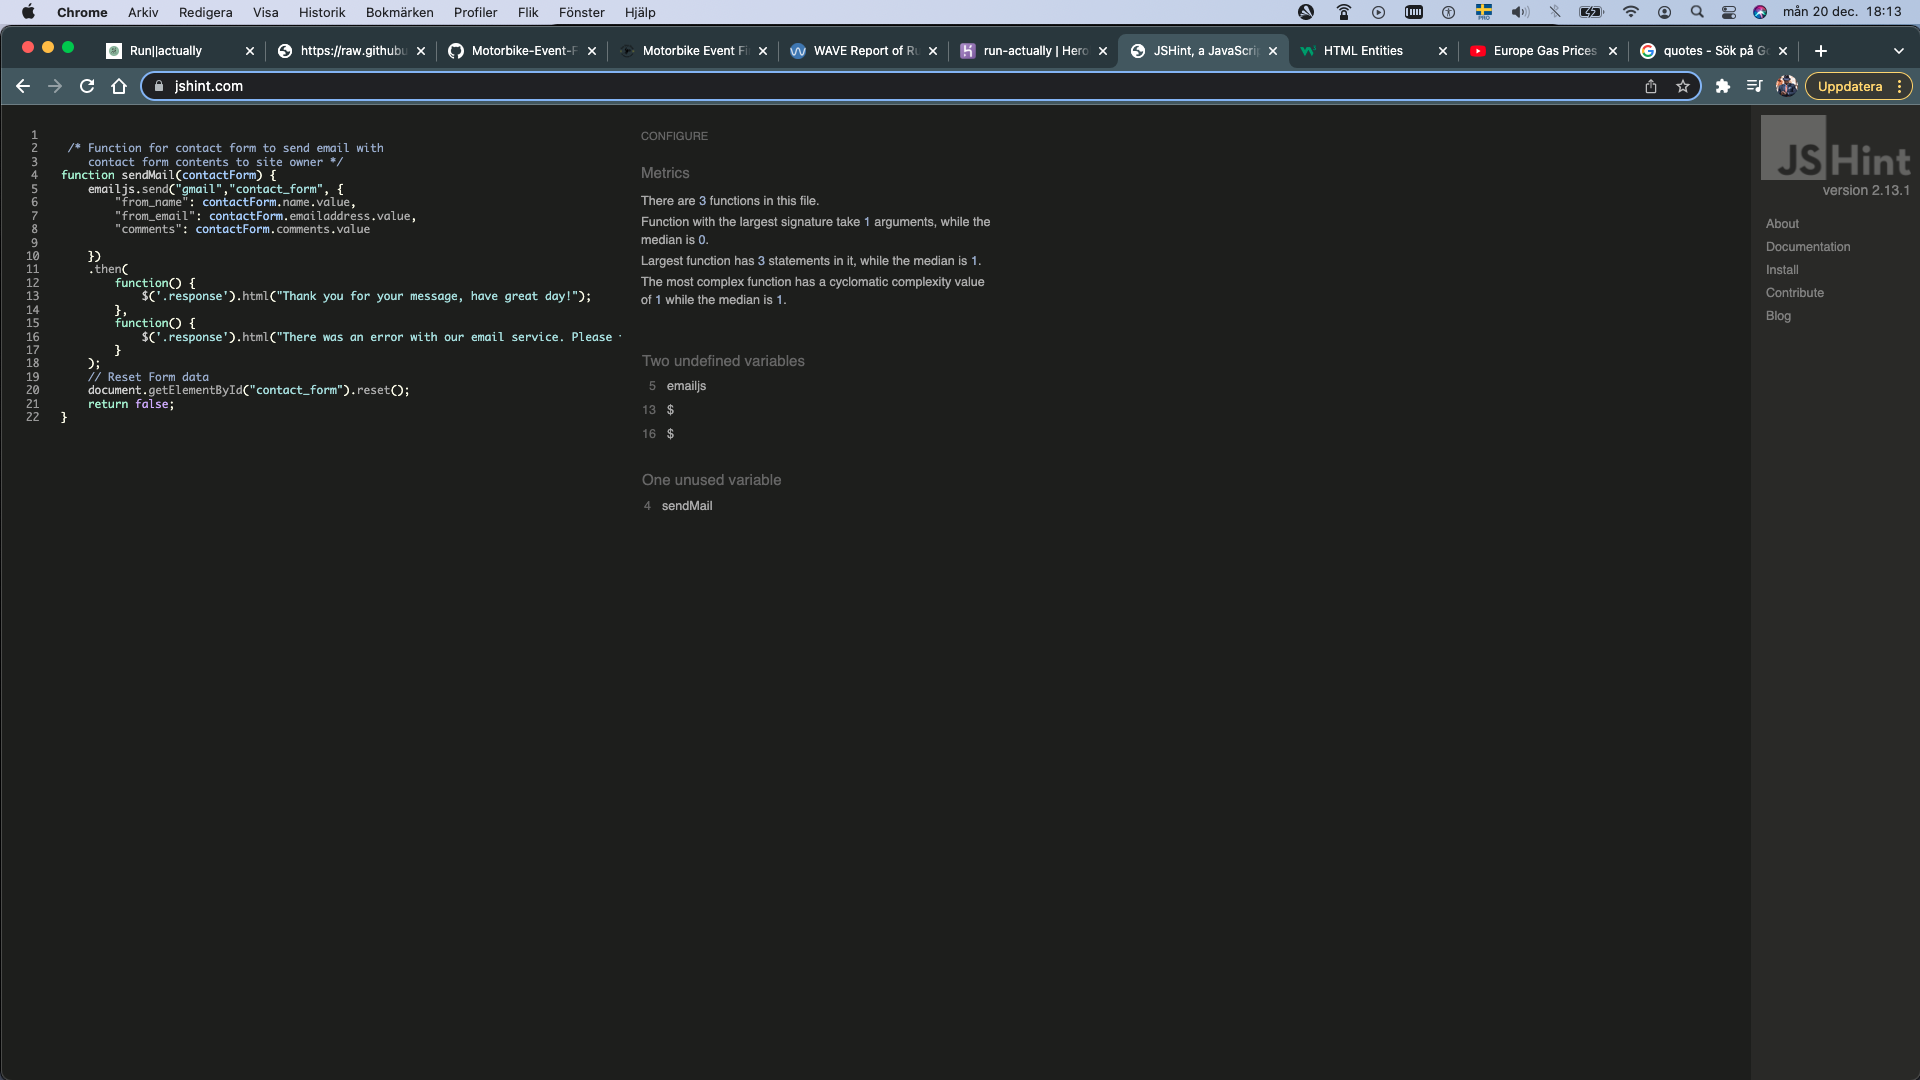 Chrome Arkiv Redigera Visa Historik Bokmärken Profiler Flik Fönster Hjälp mån 20 dec. 18:13
Run||actually https://raw.githubu Motorbike-Event-F Motorbike Event Fi WAVE Report of Ru run-actually | Hero JSHint, a JavaScri HTML Entities Europe Gas Prices quotes - Sök på Go
jshint.com Uppdatera
1
2 /* Function for contact form to send email with
3 contact form contents to site owner */
4 function sendMail(contactForm) {
5 emailjs.send("gmail","contact_form", {
6 "from_name": contactForm.name.value,
7 "from_email": contactForm.emailaddress.value,
8 "comments": contactForm.comments.value
9
10 })
11 .then(
12 function() {
13 $('.response').html("Thank you for your message, have great day!");
14 },
15 function() {
16 $('.response').html("There was an error with our email service. Please
17 }
18 );
19 // Reset Form data
20 document.getElementById("contact_form").reset();
21 return false;
22 }
CONFIGURE
Metrics
There are 3 functions in this file.
Function with the largest signature take 1 arguments, while the
median is 0.
Largest function has 3 statements in it, while the median is 1.
The most complex function has a cyclomatic complexity value
of 1 while the median is 1.
Two undefined variables
5 emailjs
13 $
16 $
One unused variable
4 sendMail
JSHint
version 2.13.1
About
Documentation
Install
Contribute
Blog